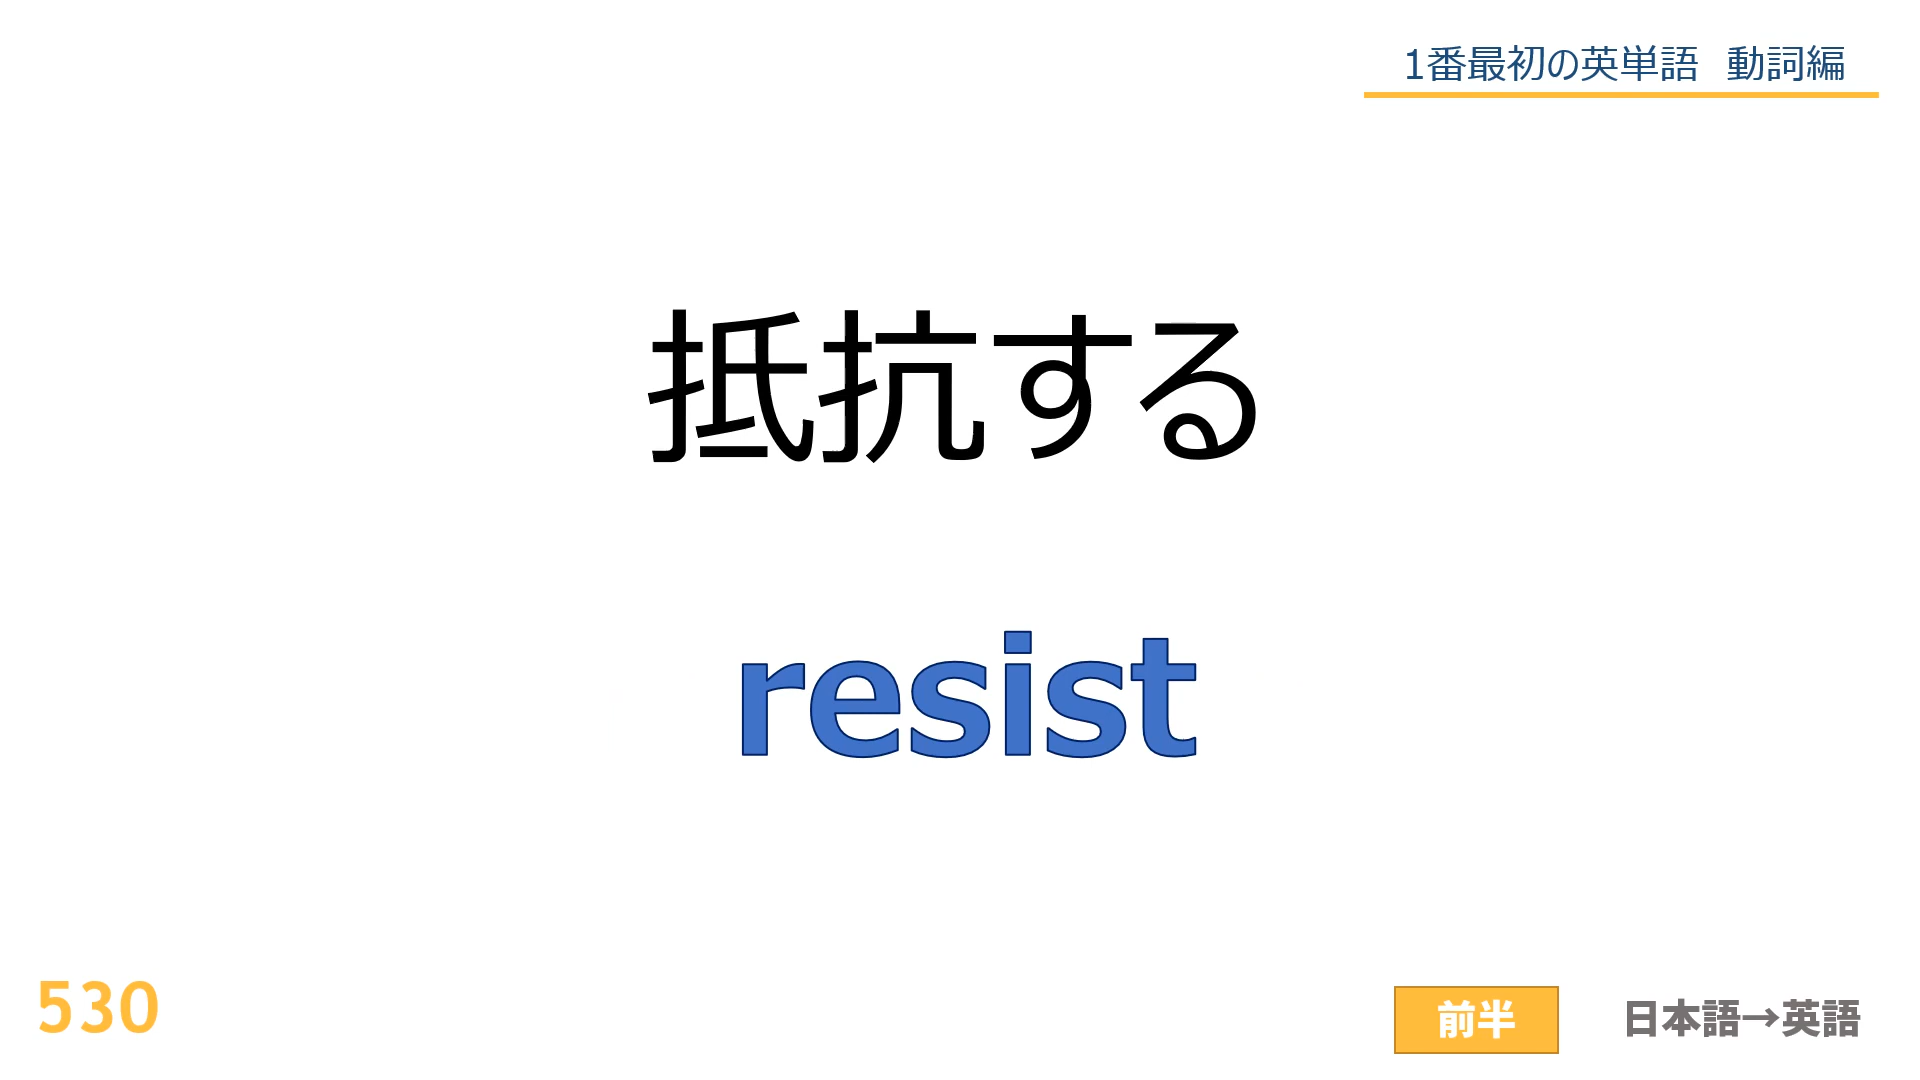 1番最初の英単語　動詞編
抵抗する
resist
530
前半
日本語→英語